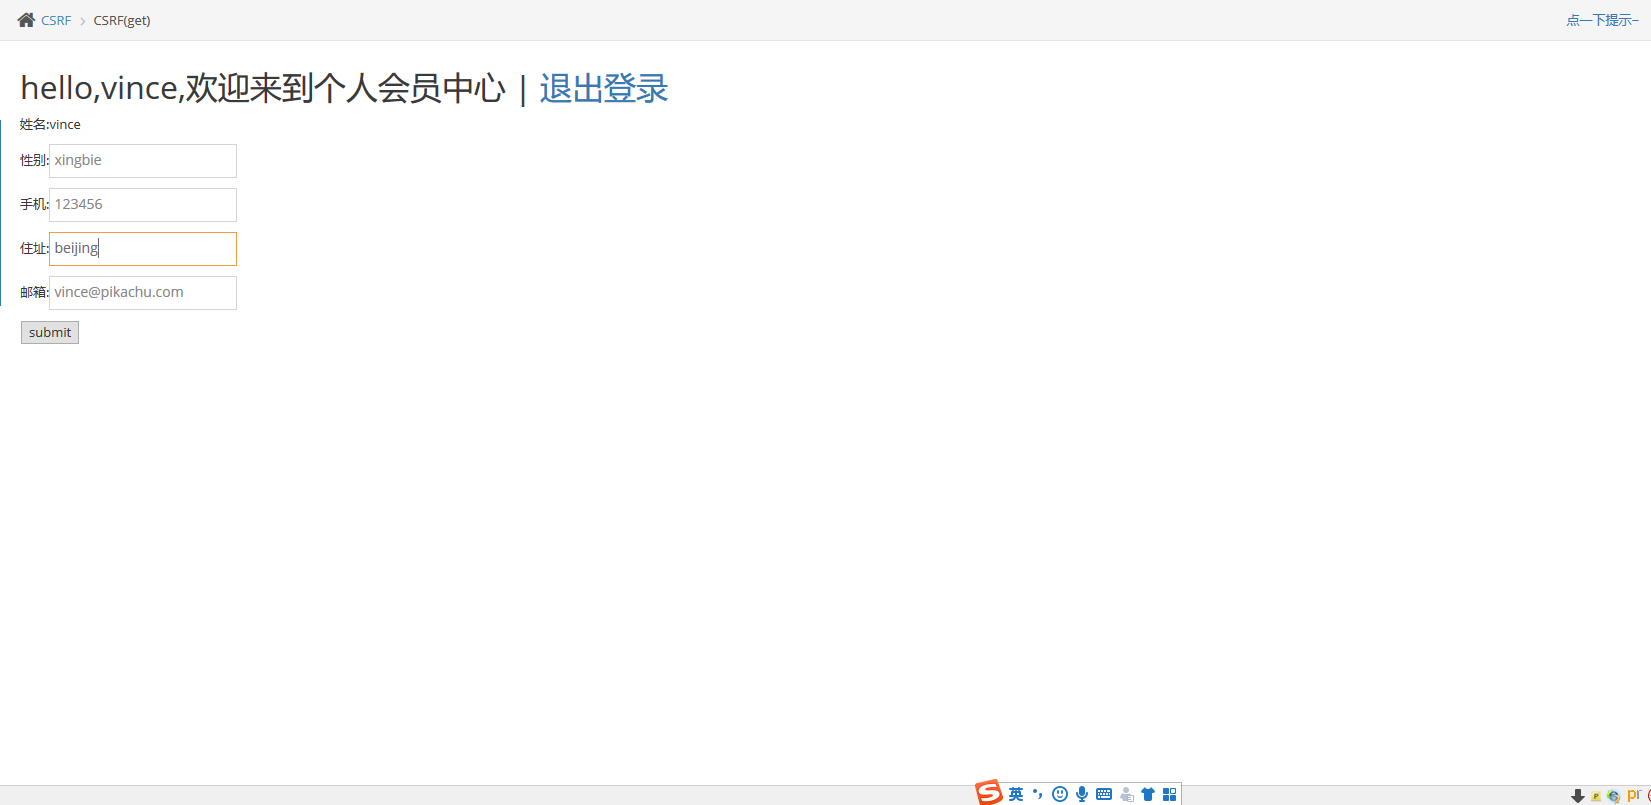 CSRF > CSRF(get)
点一下提示~
hello,vince,欢迎来到个人会员中心 | 退出登录
姓名:vince
性别: xingbie
手机: 123456
住址: beijing
邮箱: vince@pikachu.com
submit
S 英
pr